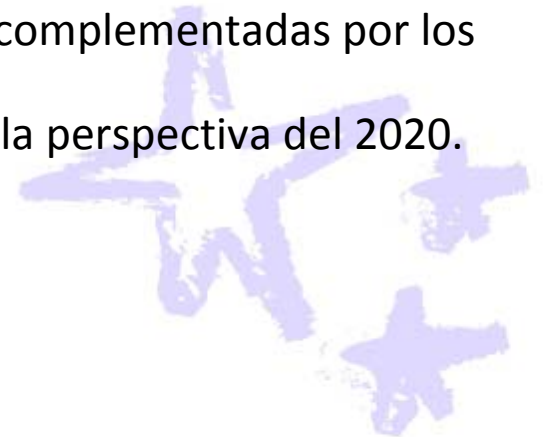 complementadas por los
la perspectiva del 2020.